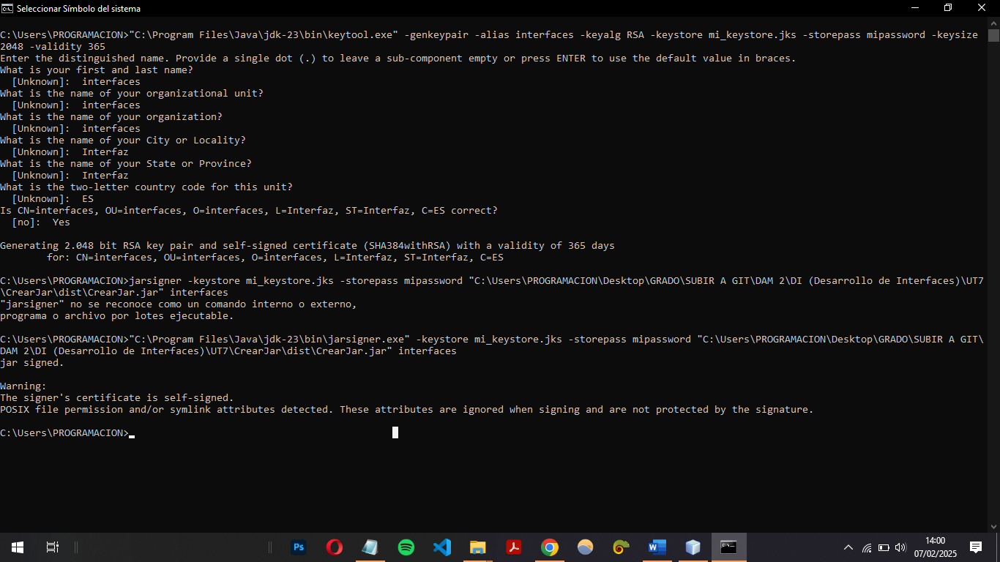 Seleccionar Símbolo del sistema
C:\Users\PROGRAMACION>"C:\Program Files\Java\jdk-23\bin\keytool.exe" -genkeypair -alias interfaces -keyalg RSA -keystore mi_keystore.jks -storepass mipassword -keysize
2048 -validity 365
Enter the distinguished name. Provide a single dot (.) to leave a sub-component empty or press ENTER to use the default value in braces.
What is your first and last name?
  [Unknown]:  interfaces
What is the name of your organizational unit?
  [Unknown]:  interfaces
What is the name of your organization?
  [Unknown]:  interfaces
What is the name of your City or Locality?
  [Unknown]:  Interfaz
What is the name of your State or Province?
  [Unknown]:  Interfaz
What is the two-letter country code for this unit?
  [Unknown]:  ES
Is CN=interfaces, OU=interfaces, O=interfaces, L=Interfaz, ST=Interfaz, C=ES correct?
  [no]:  Yes
Generating 2.048 bit RSA key pair and self-signed certificate (SHA384withRSA) with a validity of 365 days
        for: CN=interfaces, OU=interfaces, O=interfaces, L=Interfaz, ST=Interfaz, C=ES
C:\Users\PROGRAMACION>jarsigner -keystore mi_keystore.jks -storepass mipassword "C:\Users\PROGRAMACION\Desktop\GRADO\SUBIR A GIT\DAM 2\DI (Desarrollo de Interfaces)\UT7
\CrearJar\dist\CrearJar.jar" interfaces
"jarsigner" no se reconoce como un comando interno o externo,
programa o archivo por lotes ejecutable.
C:\Users\PROGRAMACION>"C:\Program Files\Java\jdk-23\bin\jarsigner.exe" -keystore mi_keystore.jks -storepass mipassword "C:\Users\PROGRAMACION\Desktop\GRADO\SUBIR A GIT\
DAM 2\DI (Desarrollo de Interfaces)\UT7\CrearJar\dist\CrearJar.jar" interfaces
jar signed.
Warning:
The signer's certificate is self-signed.
POSIX file permission and/or symlink attributes detected. These attributes are ignored when signing and are not protected by the signature.
C:\Users\PROGRAMACION>
Ps
14:00
07/02/2025